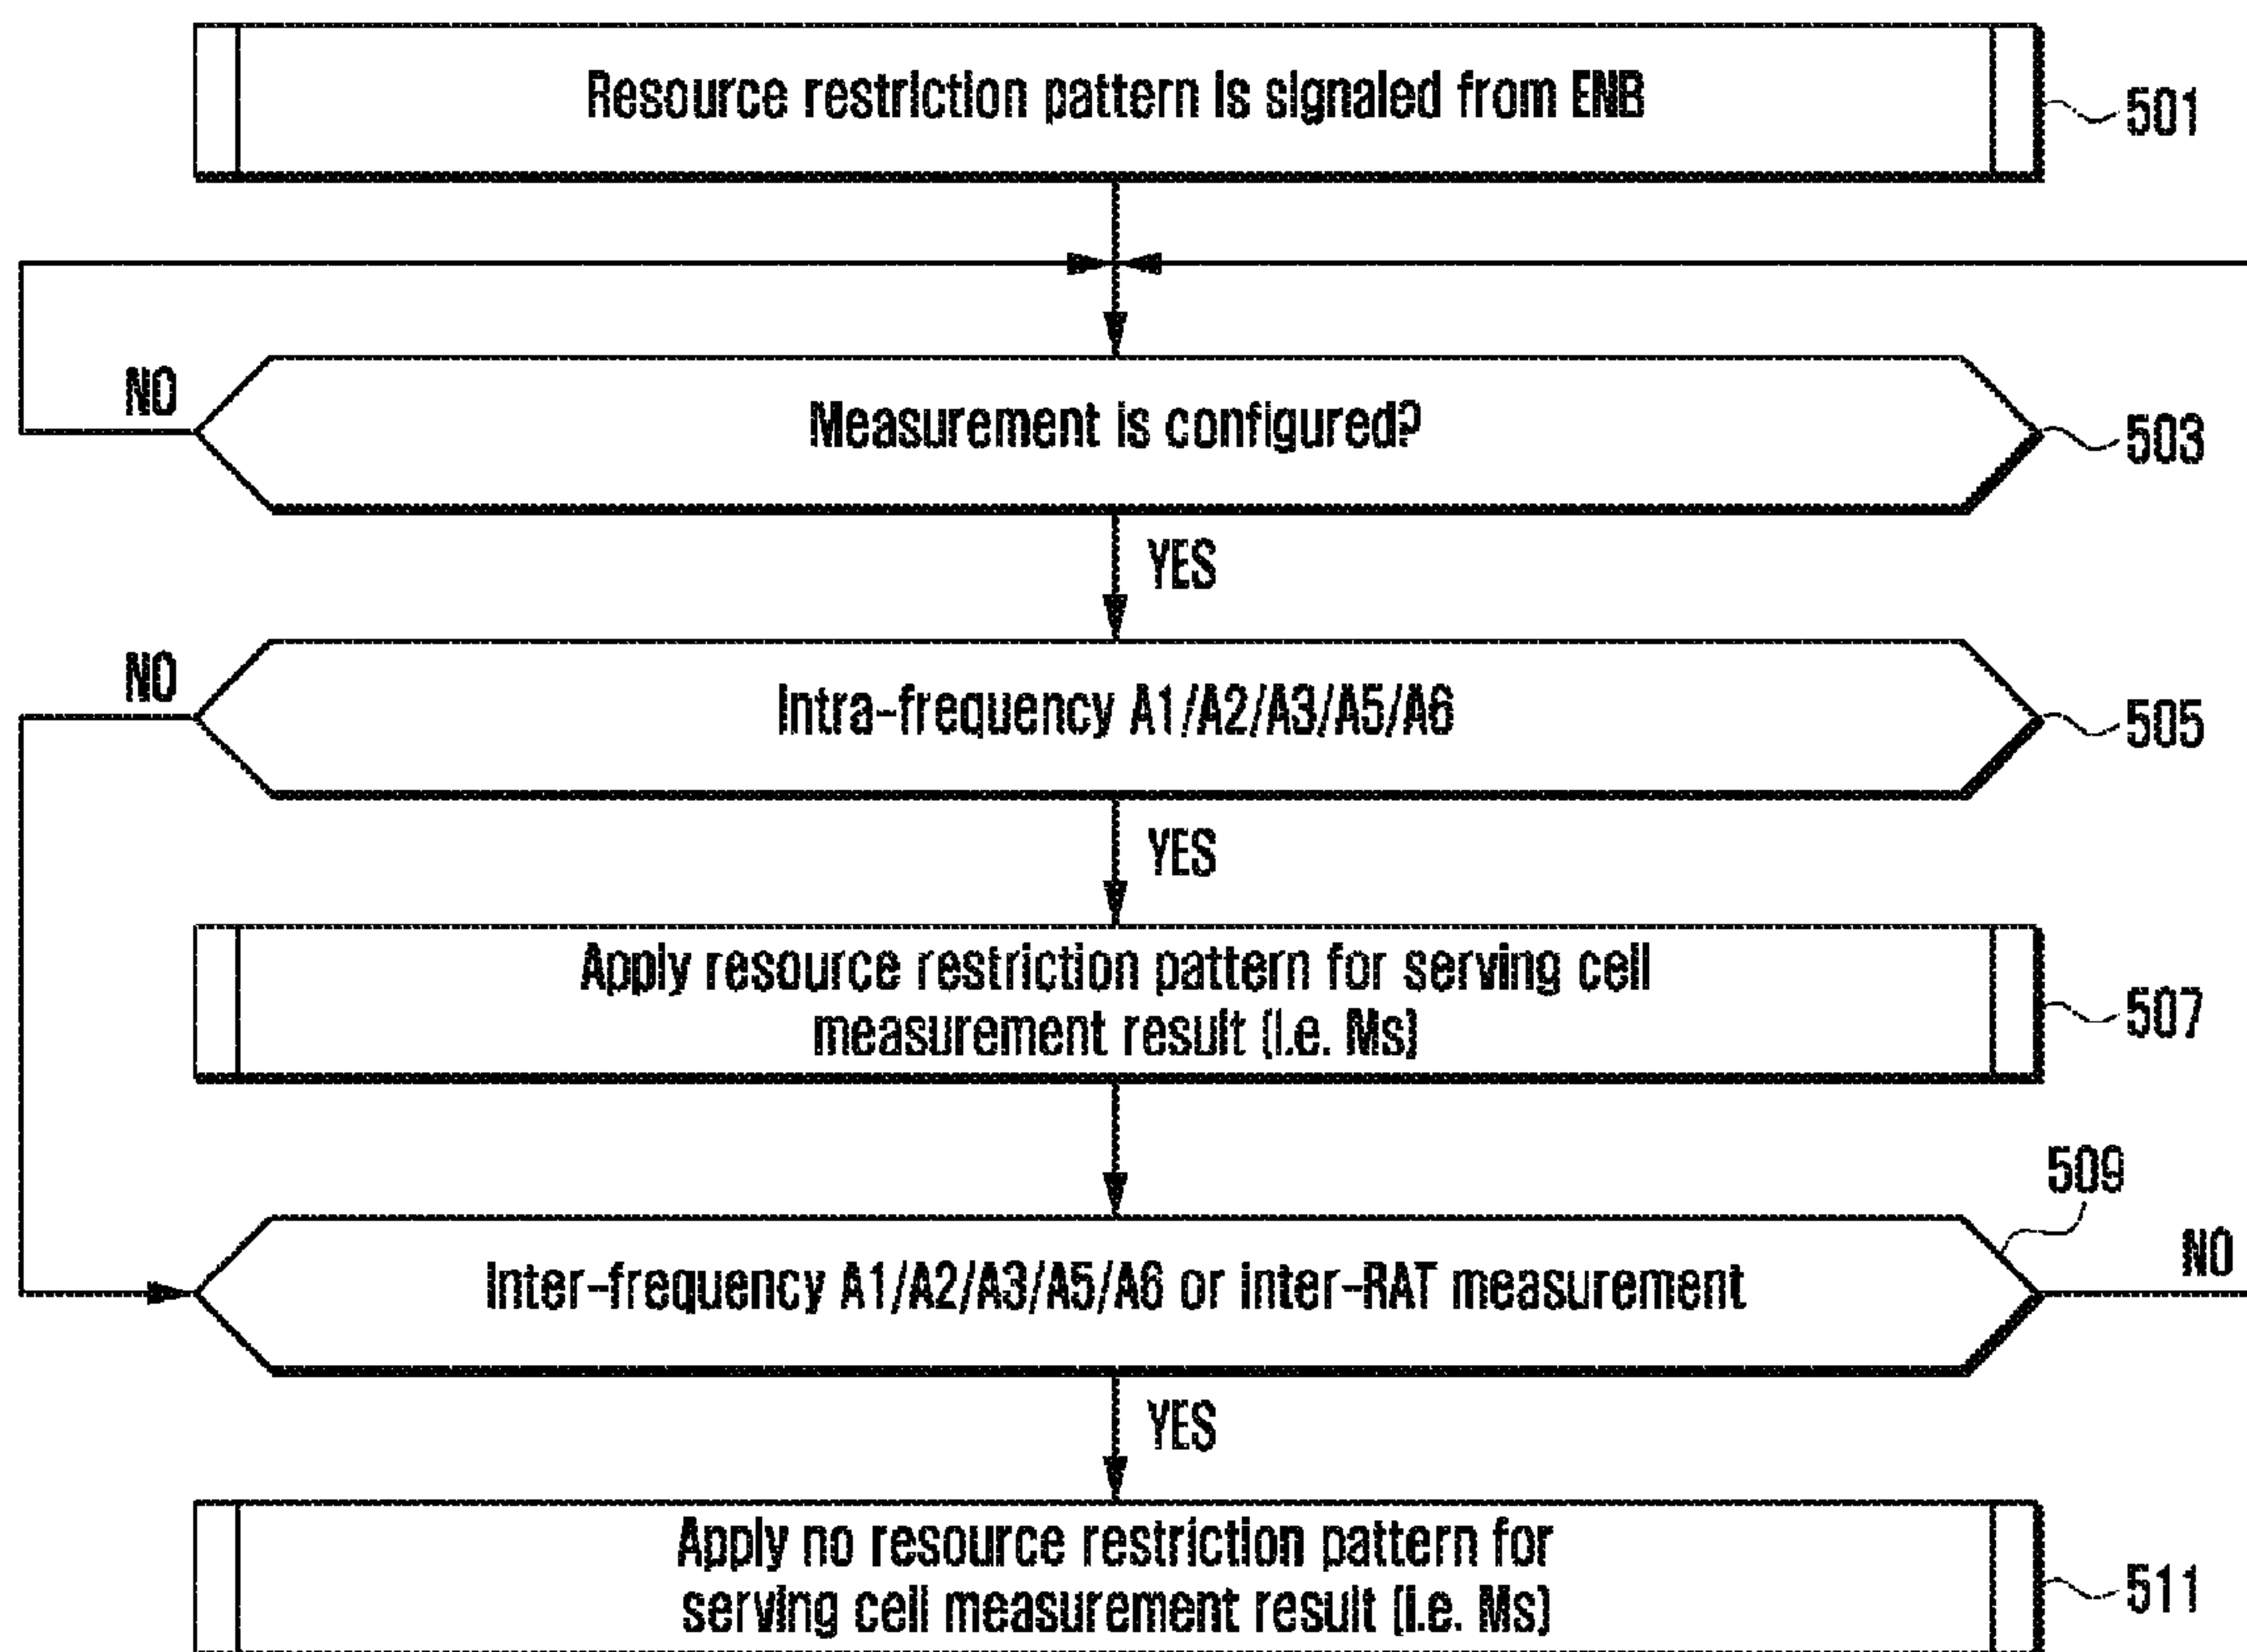 Resource restriction pattern is signaled from ENB
501
NO
Measurement is configured?
503
YES
NO
Intra-frequency A1/A2/A3/A5/A6
505
YES
Apply resource restriction pattern for serving cell
measurement result (i.e. Ms)
507
509
Inter-frequency A1/A2/A3/A5/A6 or inter-RAT measurement
NO
YES
Apply no resource restriction pattern for
serving cell measurement result (i.e. Ms)
511